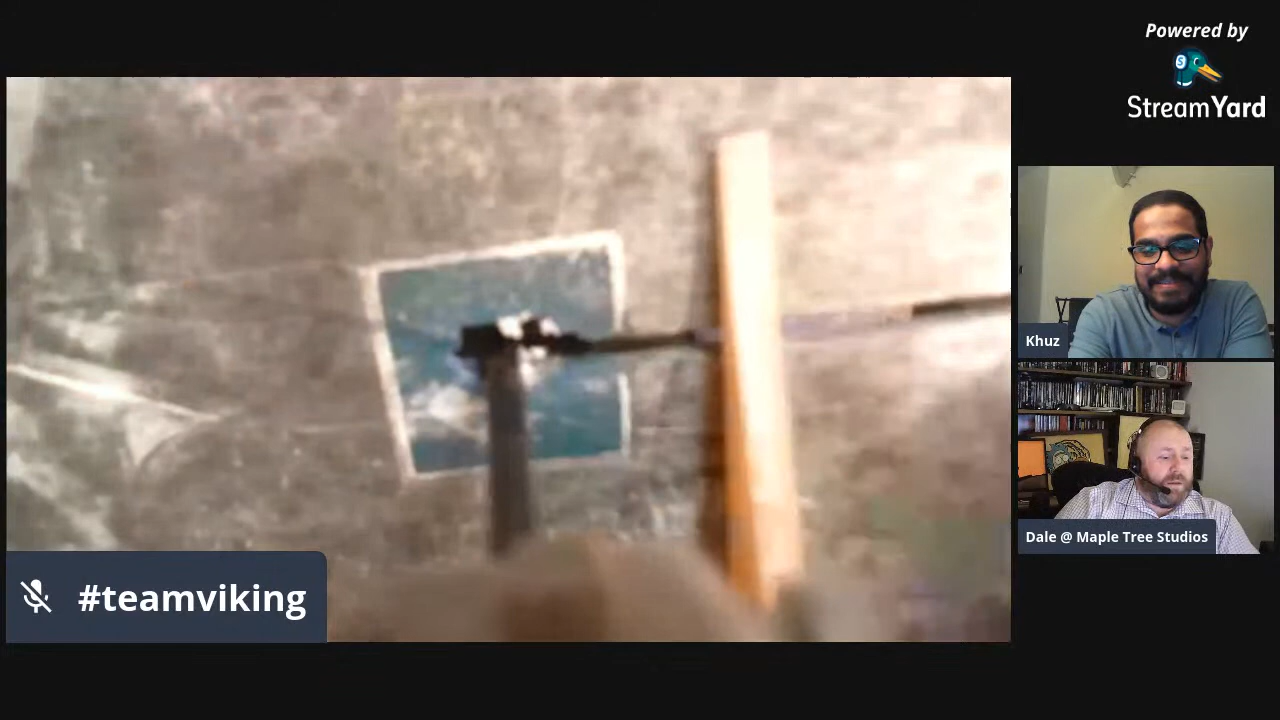 Powered by
StreamYard
Khuz
Dale @ Maple Tree Studios
#teamviking